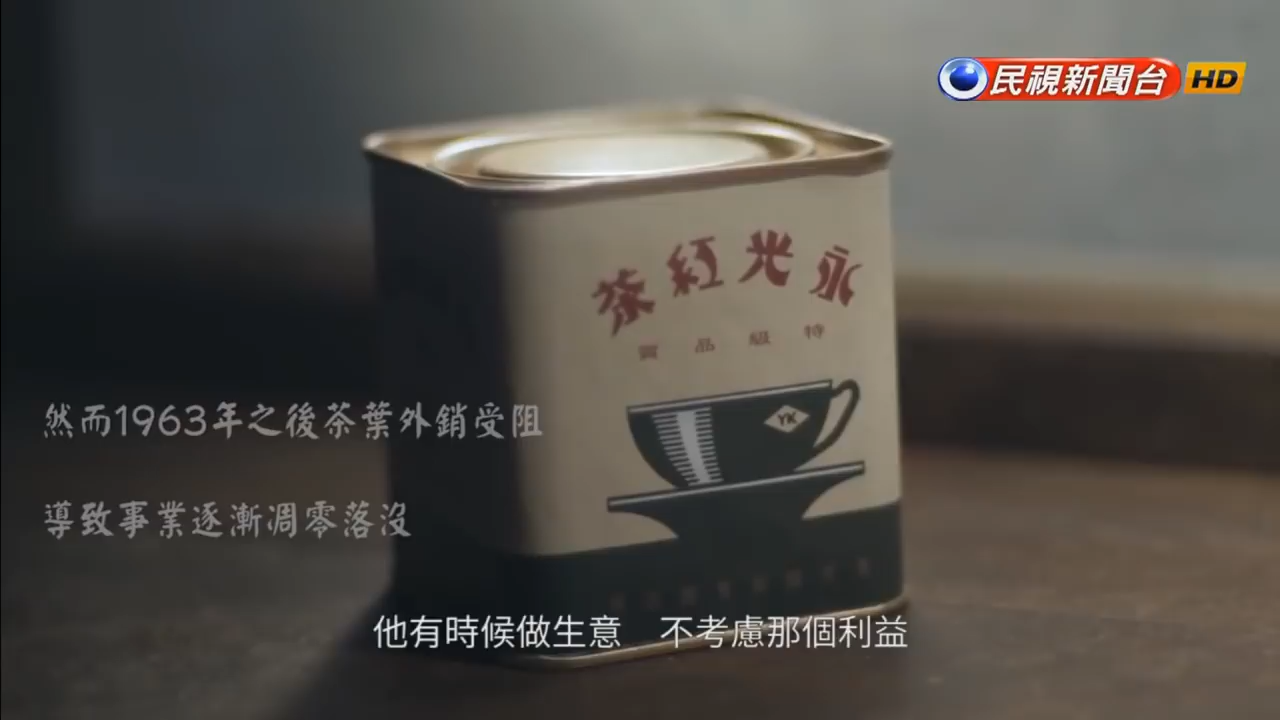 民視新聞台 HD
茶紅光永
質品級特
YK
然而1963年之後茶葉外銷受阻
導致事業逐漸凋零落沒
他有時候做生意 不考慮那個利益